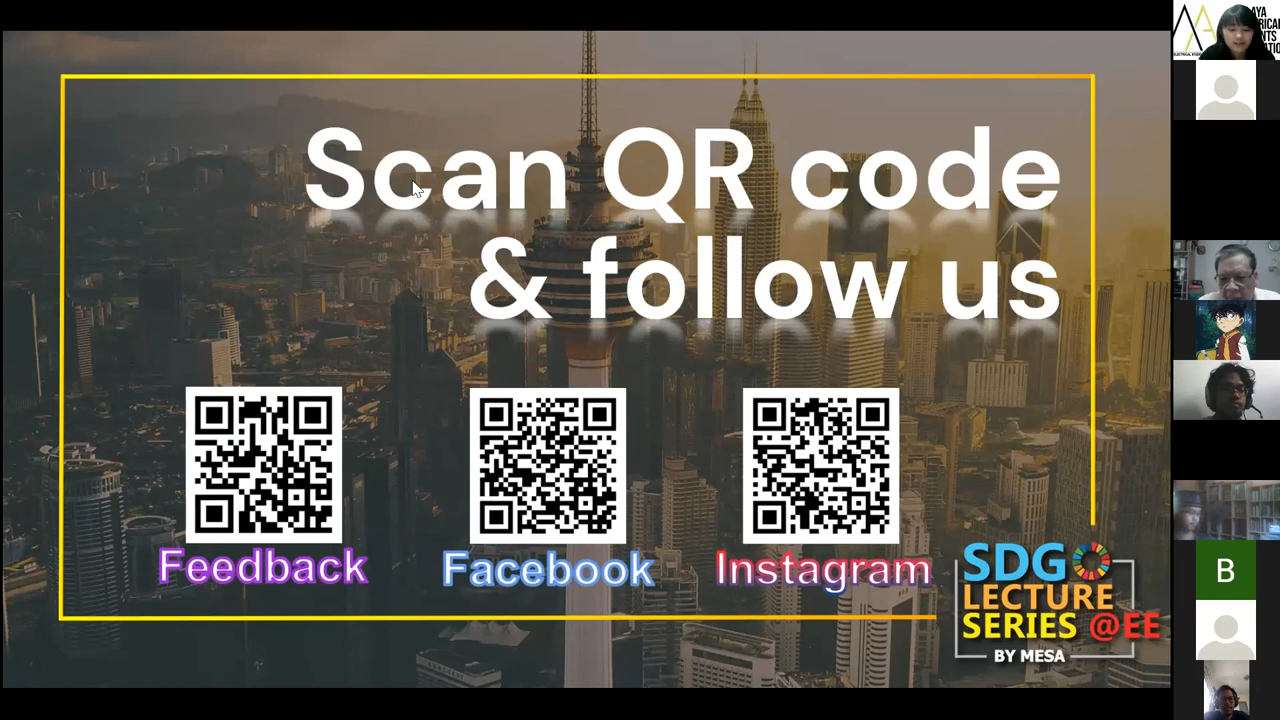 Scan QR code
& follow us
Feedback
Facebook
Instagram
SDG
LECTURE
SERIES @EE
BY MESA
B